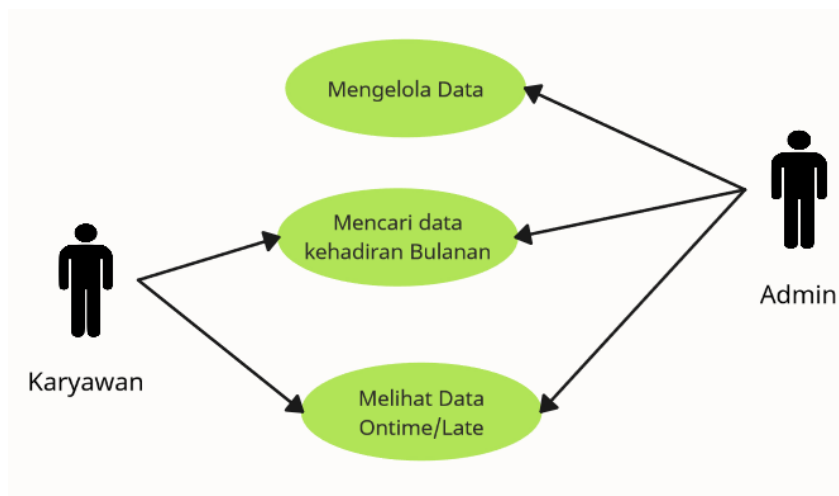 Mengelola Data
Mencari data
kehadiran Bulanan
Admin
Karyawan
Melihat Data
Ontime/Late